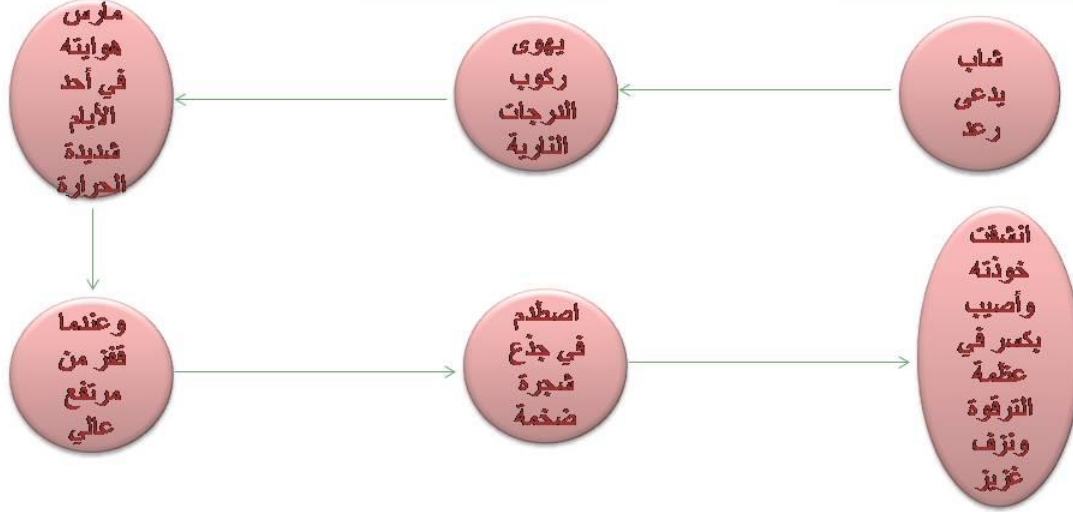 شاب
يدعى
رعد
يهوى
ركوب
الدرجات
النارية
مارس
هوايته
في أحد
الأيام
شديدة
الحرارة
وعندما
قفز من
مرتفع
عالي
اصطدم
في جذع
شجرة
ضخمة
انشقت
خوذته
وأصيب
بكسر في
عظمة
الترقوة
ونزف
غزيز